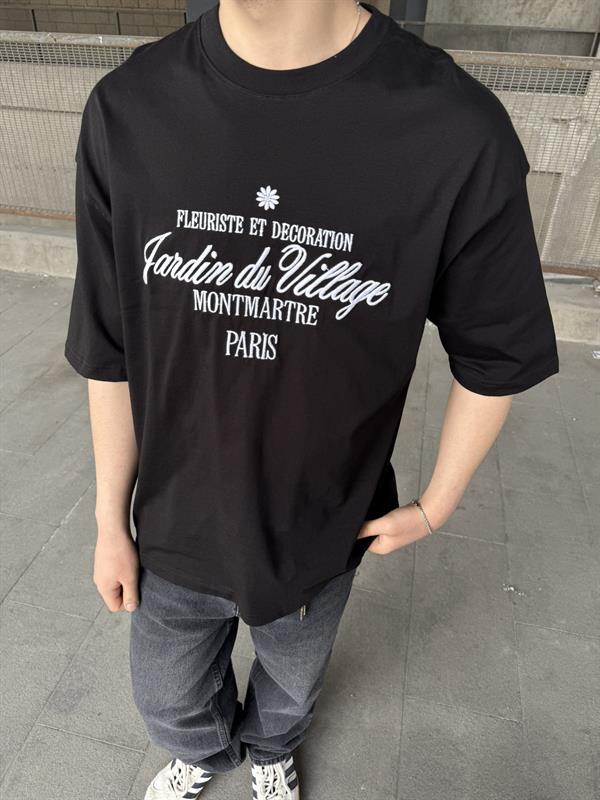 FLEURISTE ET DECORATION
Jardin du Village
MONTMARTRE
PARIS